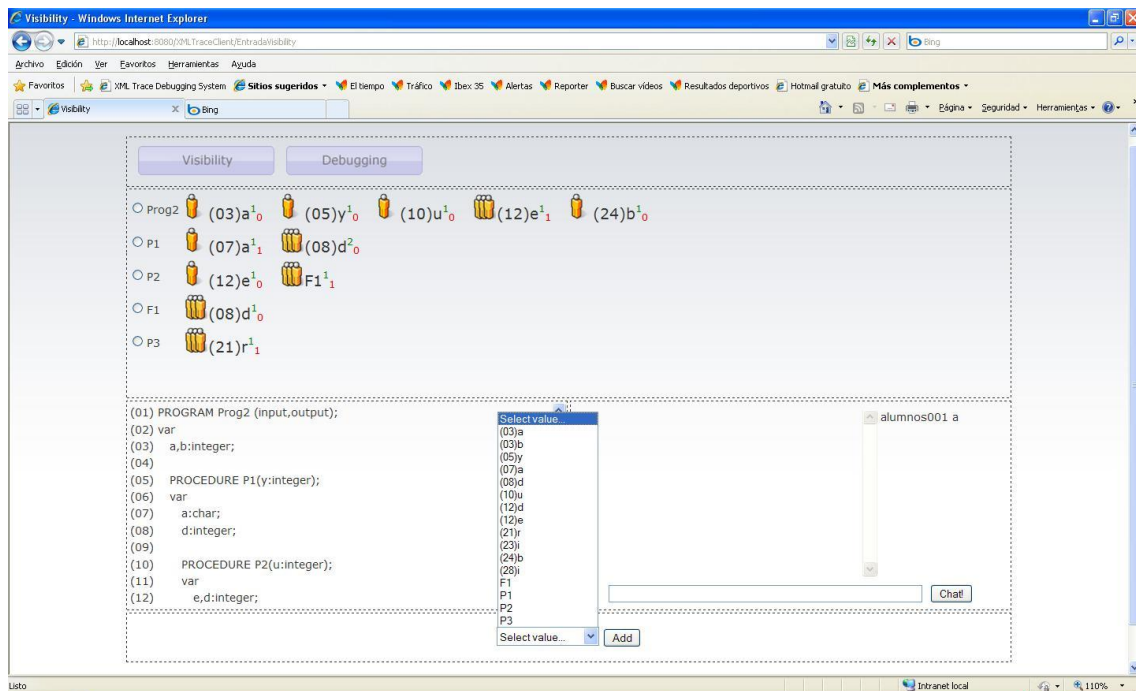 Visibility - Windows Internet Explorer
http://localhost:8080/XMLTraceClient/EntradaVisibility
Bing
Archivo Edición Ver Favoritos Herramientas Ayuda
Favoritos XML Trace Debugging System Sitios sugeridos El tiempo Tráfico Ibex 35 Alertas Reporter Buscar vídeos Resultados deportivos Hotmail gratuito Más complementos
Visibility X Bing Página Seguridad Herramientas
Visibility Debugging
Prog2 (03)a¹₀ (05)y¹₀ (10)u¹₀ (12)e¹₁ (24)b¹₀
P1 (07)a¹₁ (08)d²₀
P2 (12)e¹₀ F1¹₁
F1 (08)d¹₀
P3 (21)r¹₁
(01) PROGRAM Prog2 (input,output);
(02) var
(03) a,b:integer;
(04)
(05) PROCEDURE P1(y:integer);
(06) var
(07) a:char;
(08) d:integer;
(09)
(10) PROCEDURE P2(u:integer);
(11) var
(12) e,d:integer;
Select value...
(03)a
(03)b
(05)y
(07)a
(08)d
(10)u
(12)d
(12)e
(21)r
(23)i
(24)b
(28)i
F1
P1
P2
P3
Select value... Add
alumnos001 a
Chat!
Listo Intranet local 110%